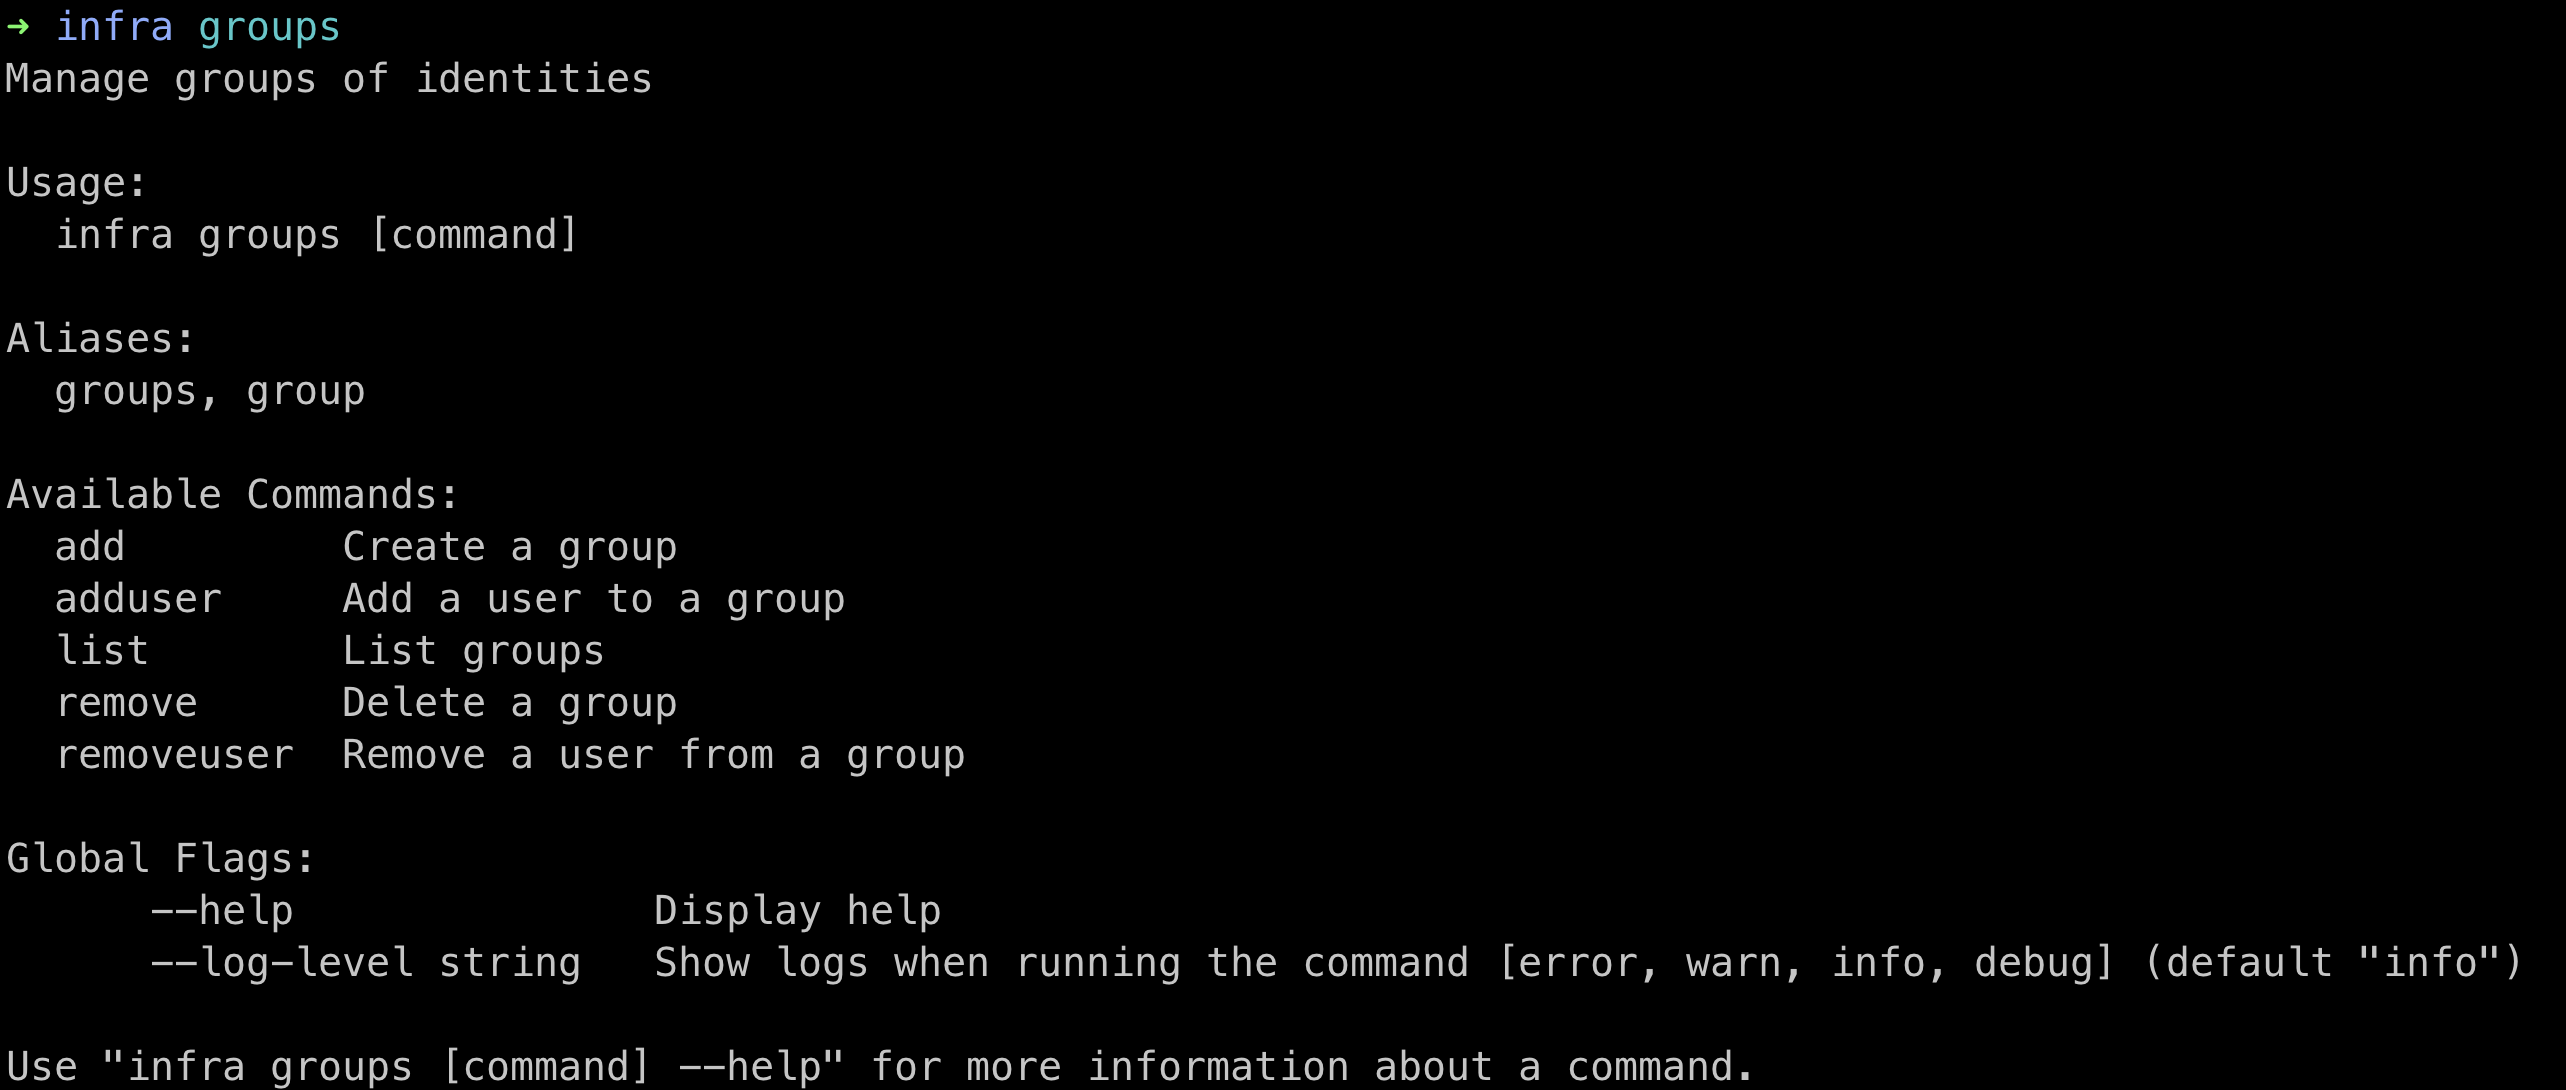 ➜ infra groups
Manage groups of identities

Usage:
  infra groups [command]

Aliases:
  groups, group

Available Commands:
  add         Create a group
  adduser     Add a user to a group
  list        List groups
  remove      Delete a group
  removeuser  Remove a user from a group

Global Flags:
      --help               Display help
      --log-level string   Show logs when running the command [error, warn, info, debug] (default "info")

Use "infra groups [command] --help" for more information about a command.